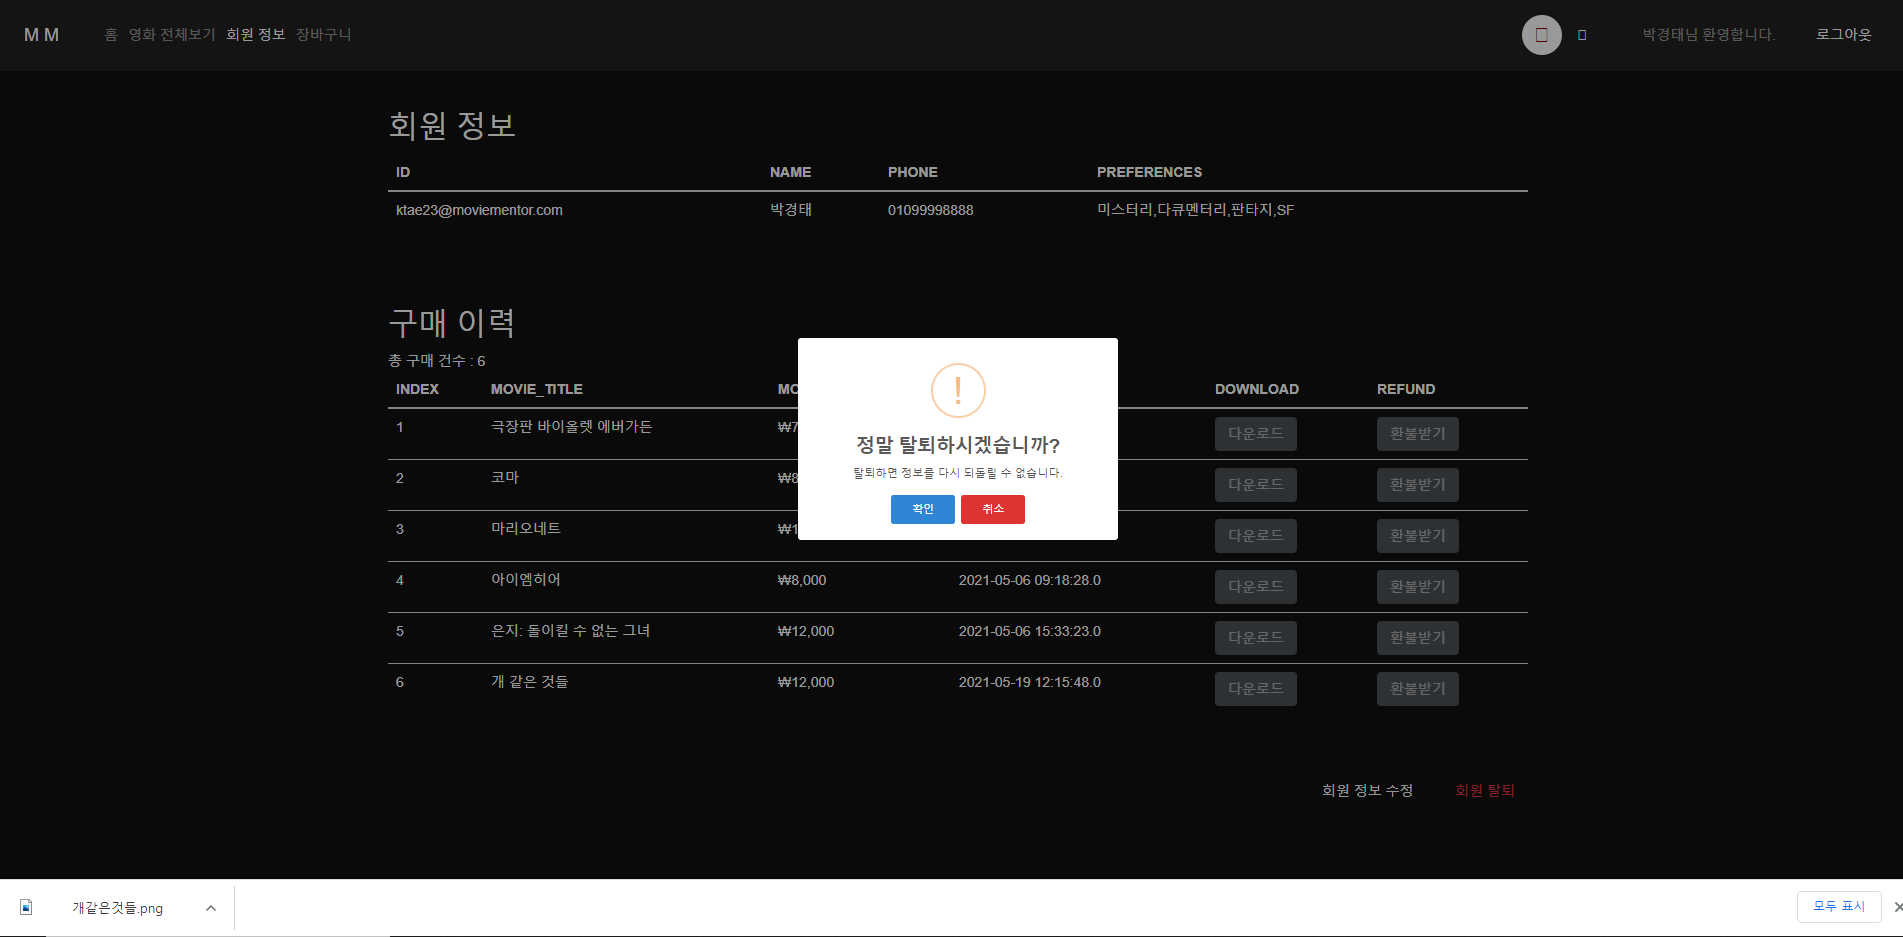 M M 홈 영화 전체보기 회원 정보 장바구니 박경태님 환영합니다. 로그아웃
회원 정보
ID NAME PHONE PREFERENCES
ktae23@moviementor.com 박경태 01099998888 미스터리,다큐멘터리,판타지,SF
구매 이력
총 구매 건수 : 6
INDEX MOVIE_TITLE MO DOWNLOAD REFUND
1 극장판 바이올렛 에버가든 ₩7 다운로드 환불받기
2 코마 ₩8 다운로드 환불받기
3 마리오네트 ₩1 다운로드 환불받기
4 아이엠히어 ₩8,000 2021-05-06 09:18:28.0 다운로드 환불받기
5 은지: 돌이킬 수 없는 그녀 ₩12,000 2021-05-06 15:33:23.0 다운로드 환불받기
6 개 같은 것들 ₩12,000 2021-05-19 12:15:48.0 다운로드 환불받기
!
정말 탈퇴하시겠습니까?
탈퇴하면 정보를 다시 되돌릴 수 없습니다.
확인 취소
회원 정보 수정 회원 탈퇴
개같은것들.png 모두 표시